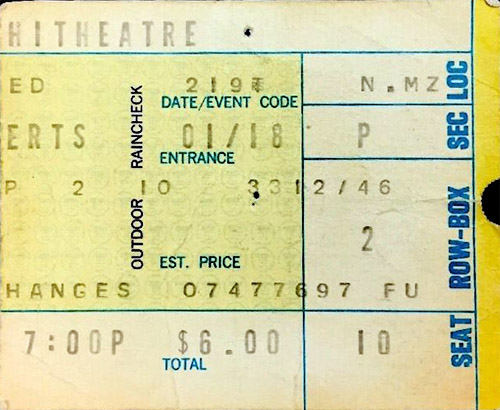 HITHEATRE
ED 219T N.MZ LOC
DATE/EVENT CODE
ERTS 01/18 P SEC
ENTRANCE
P 2 10 3312/46
2 ROW-BOX
EST. PRICE
HANGES 07477697 FU
7:00P $6.00 10 SEAT
TOTAL
OUTDOOR RAINCHECK